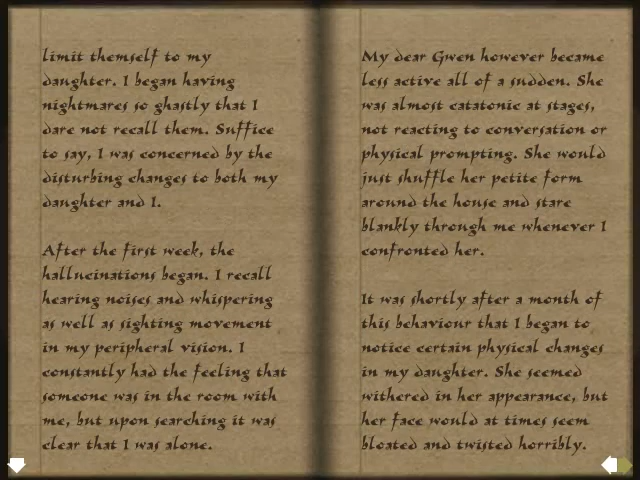 limit themself to my
daughter. I began having
nightmares so ghastly that I
dare not recall them. Suffice
to say, I was concerned by the
disturbing changes to both my
daughter and I.
After the first week, the
hallucinations began. I recall
hearing noises and whispering
as well as sighting movement
in my peripheral vision. I
constantly had the feeling that
someone was in the room with
me, but upon searching it was
clear that I was alone.
My dear Gwen however became
less active all of a sudden. She
was almost catatonic at stages,
not reacting to conversation or
physical prompting. She would
just shuffle her petite form
around the house and stare
blankly through me whenever I
confronted her.
It was shortly after a month of
this behaviour that I began to
notice certain physical changes
in my daughter. She seemed
withered in her appearance, but
her face would at times seem
bloated and twisted horribly.